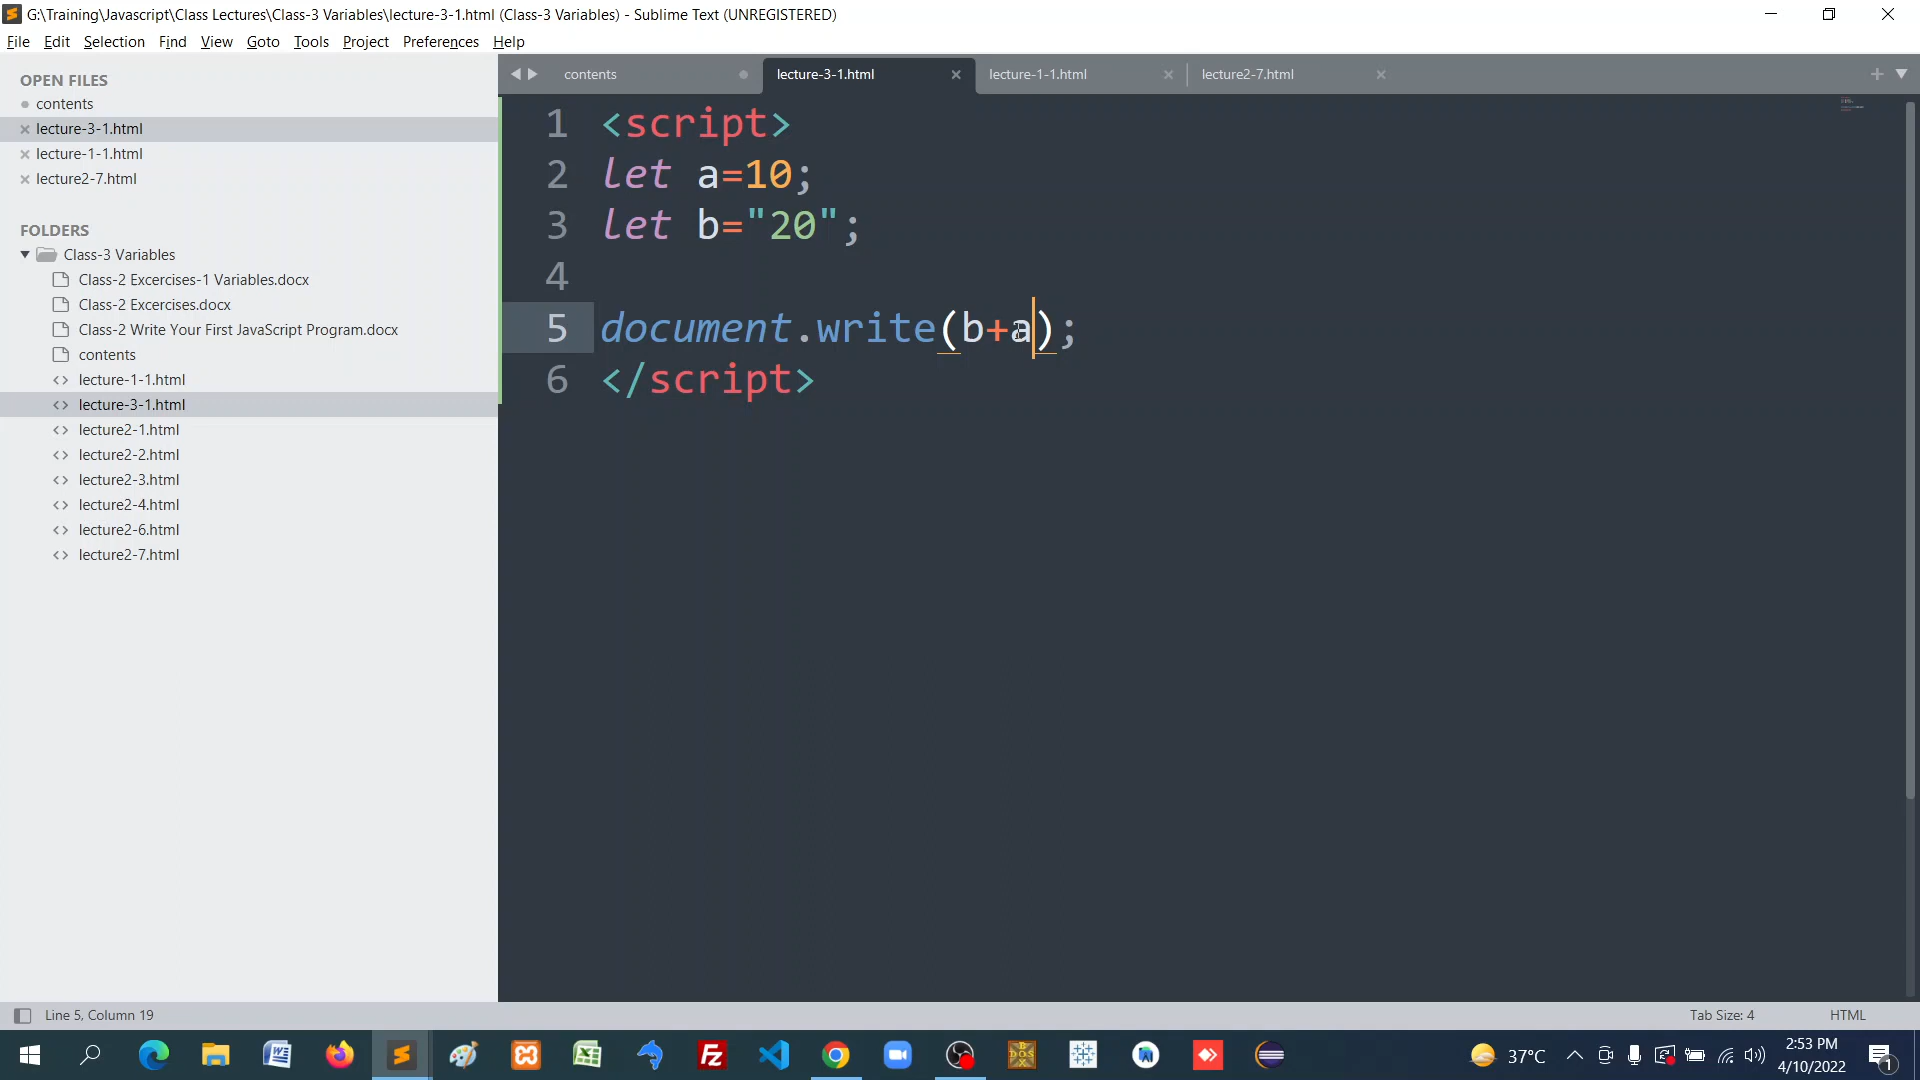 G:\Training\Javascript\Class Lectures\Class-3 Variables\lecture-3-1.html (Class-3 Variables) - Sublime Text (UNREGISTERED)
File Edit Selection Find View Goto Tools Project Preferences Help
OPEN FILES
contents
lecture-3-1.html
lecture-1-1.html
lecture2-7.html
FOLDERS
Class-3 Variables
Class-2 Excercises-1 Variables.docx
Class-2 Excercises.docx
Class-2 Write Your First JavaScript Program.docx
contents
lecture-1-1.html
lecture-3-1.html
lecture2-1.html
lecture2-2.html
lecture2-3.html
lecture2-4.html
lecture2-6.html
lecture2-7.html
contents lecture-3-1.html lecture-1-1.html lecture2-7.html
1 <script>
2 let a=10;
3 let b="20";
4
5 document.write(b+a);
6 </script>
Line 5, Column 19 Tab Size: 4 HTML
37°C
2:53 PM
4/10/2022
1